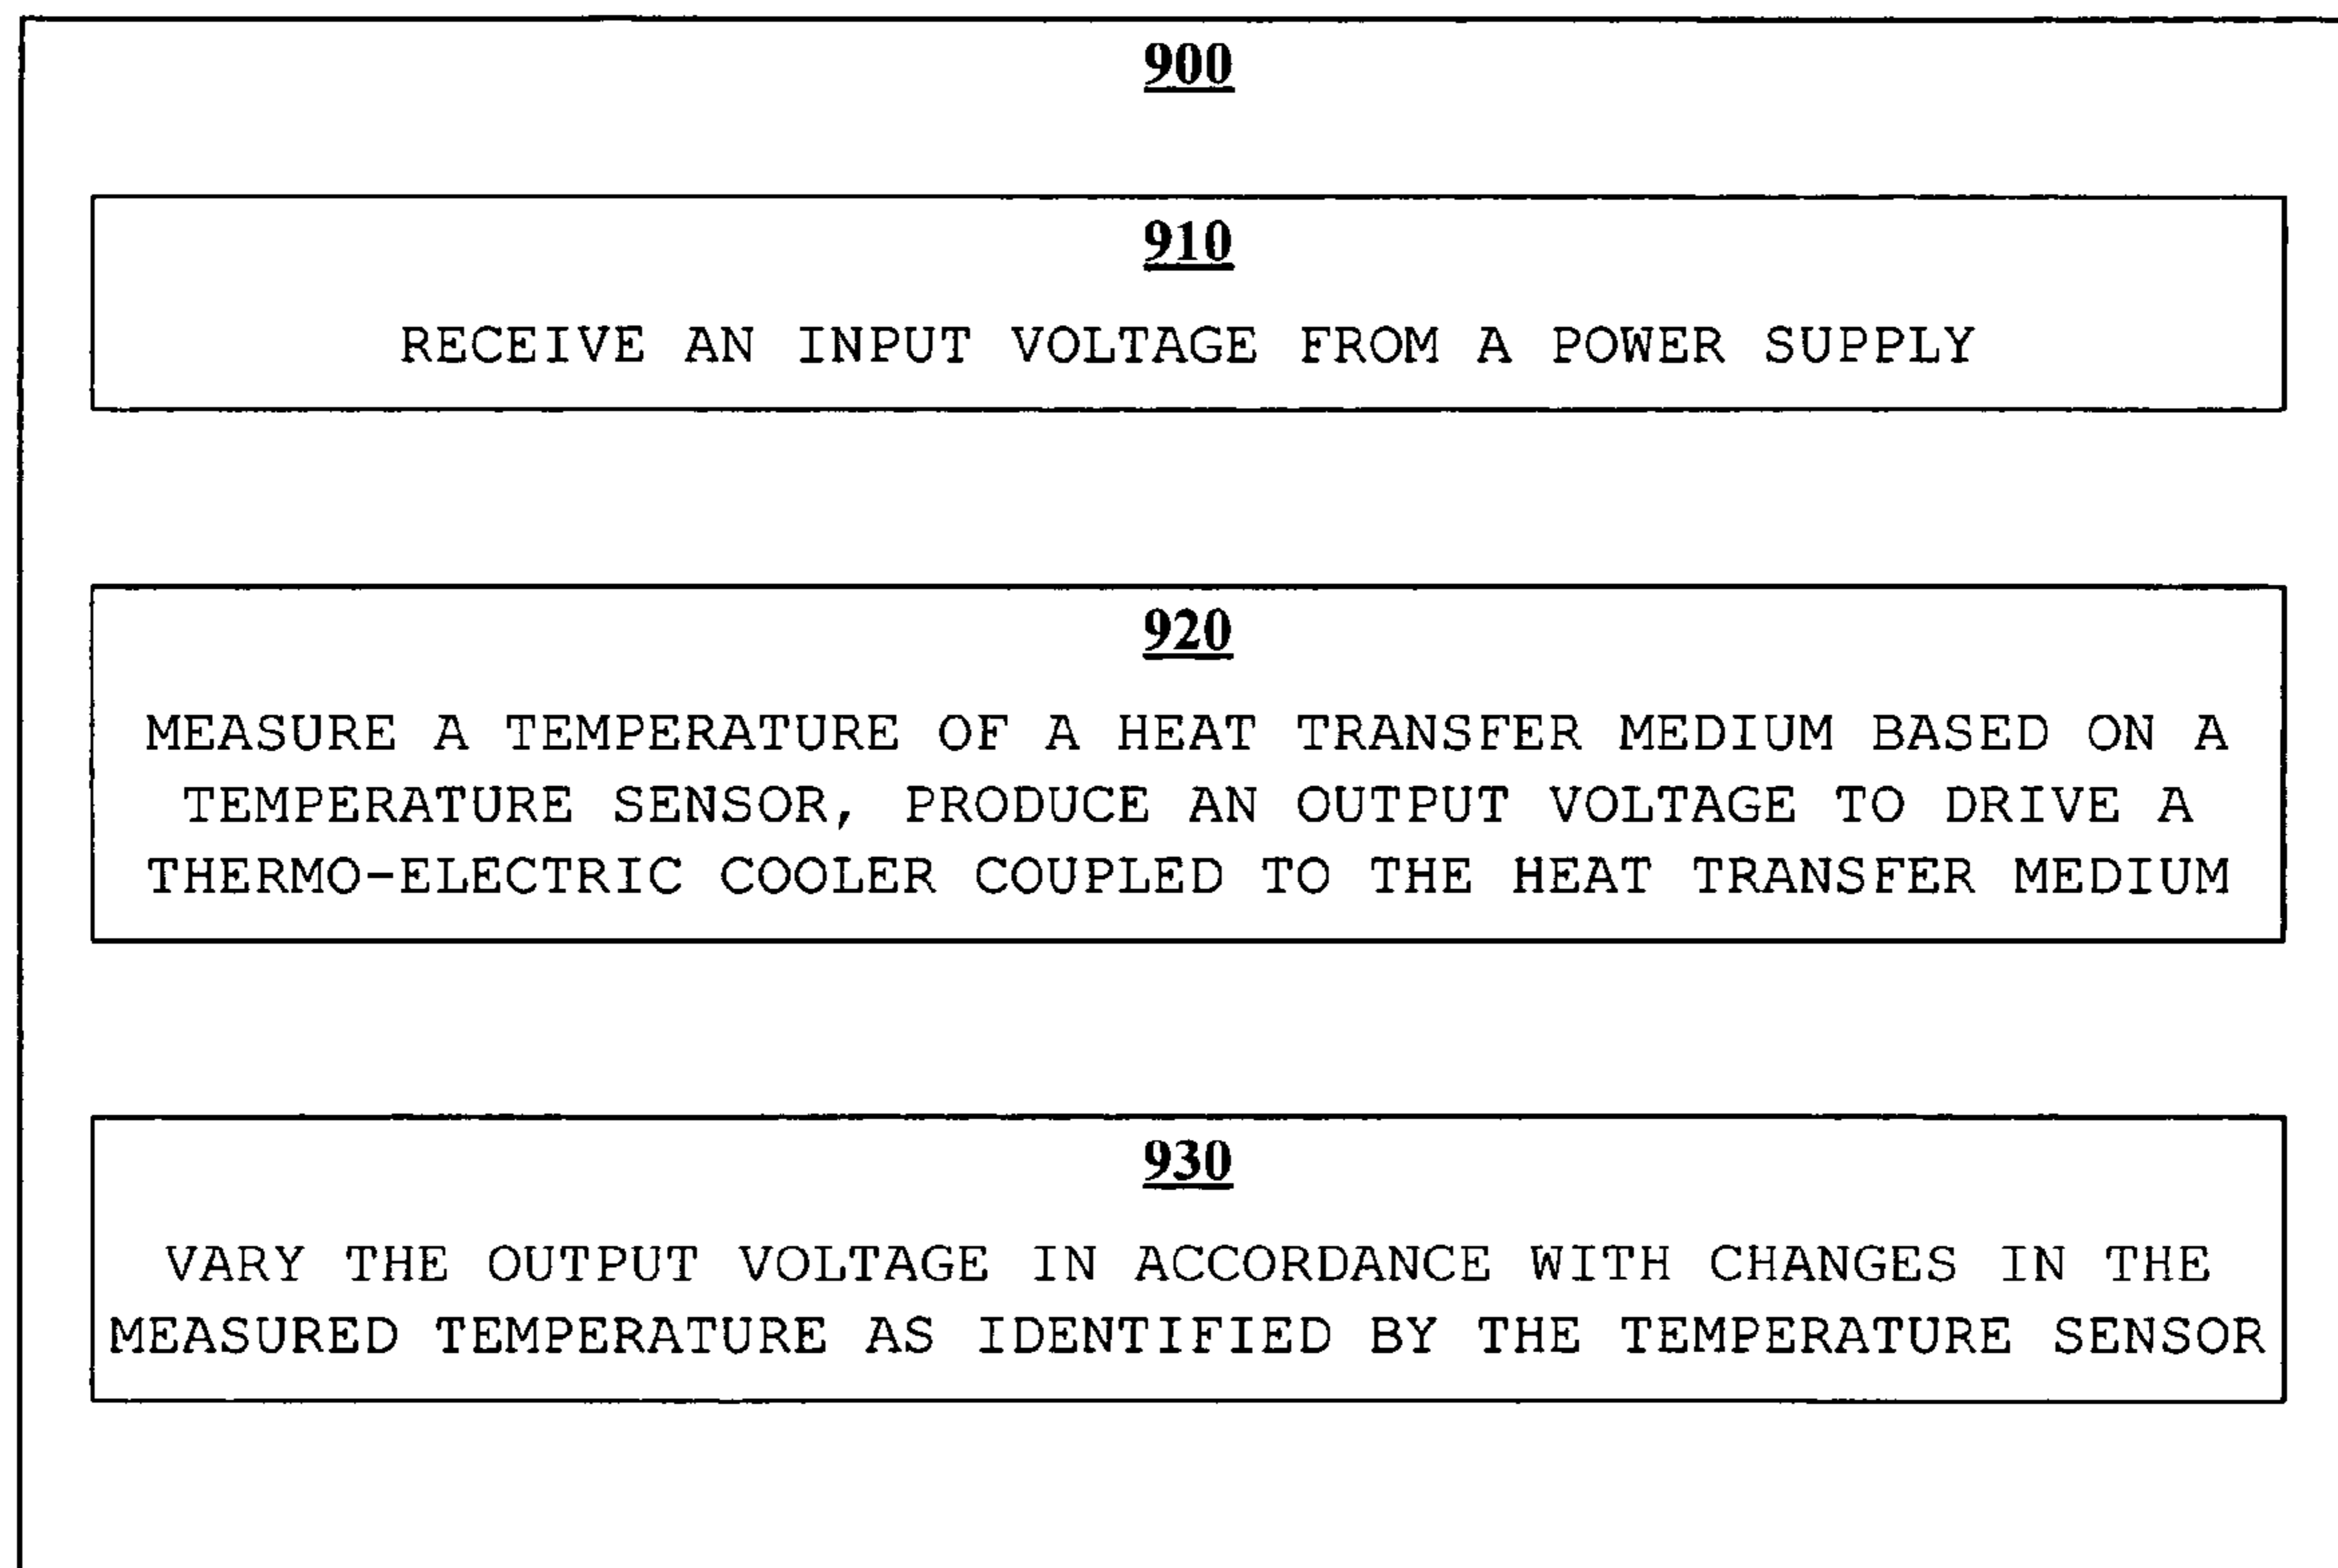 900
910
RECEIVE AN INPUT VOLTAGE FROM A POWER SUPPLY
920
MEASURE A TEMPERATURE OF A HEAT TRANSFER MEDIUM BASED ON A
TEMPERATURE SENSOR, PRODUCE AN OUTPUT VOLTAGE TO DRIVE A
THERMO-ELECTRIC COOLER COUPLED TO THE HEAT TRANSFER MEDIUM
930
VARY THE OUTPUT VOLTAGE IN ACCORDANCE WITH CHANGES IN THE
MEASURED TEMPERATURE AS IDENTIFIED BY THE TEMPERATURE SENSOR